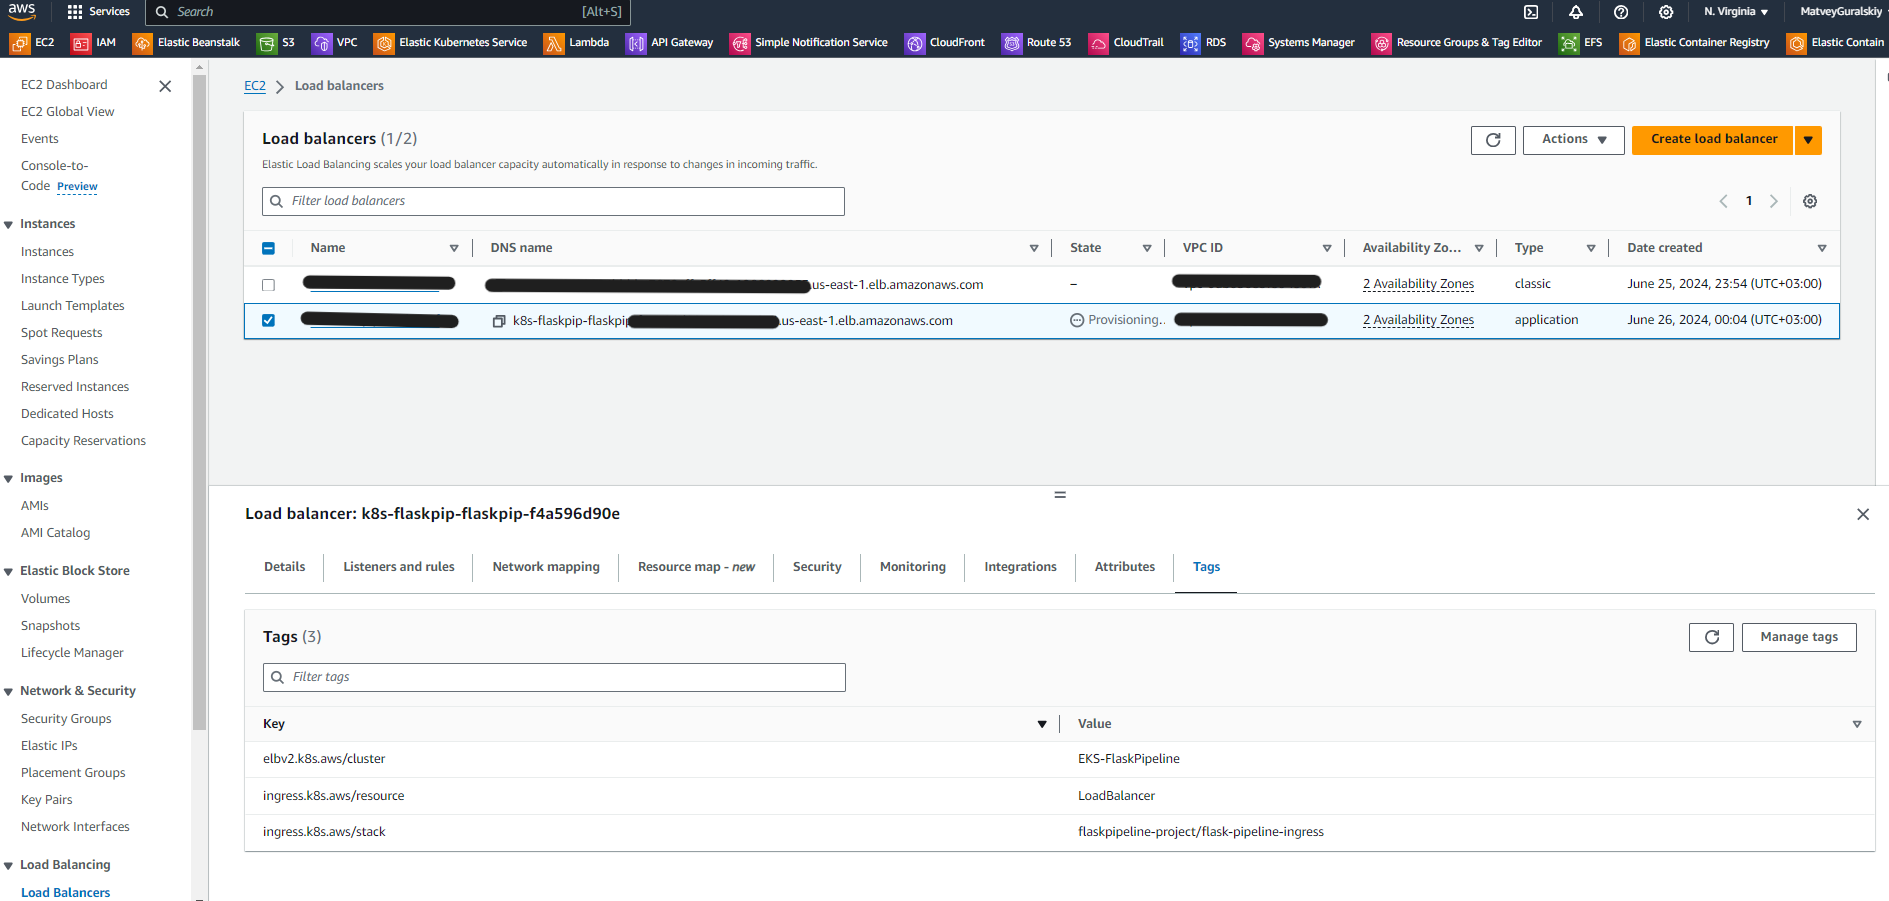 aws Services Search [Alt+S] N. Virginia MatveyGuralskiy
EC2 IAM Elastic Beanstalk S3 VPC Elastic Kubernetes Service Lambda API Gateway Simple Notification Service CloudFront Route 53 CloudTrail RDS Systems Manager Resource Groups & Tag Editor EFS Elastic Container Registry Elastic Contain
EC2 Dashboard
EC2 Global View
Events
Console-to-
Code Preview
Instances
Instances
Instance Types
Launch Templates
Spot Requests
Savings Plans
Reserved Instances
Dedicated Hosts
Capacity Reservations
Images
AMIs
AMI Catalog
Elastic Block Store
Volumes
Snapshots
Lifecycle Manager
Network & Security
Security Groups
Elastic IPs
Placement Groups
Key Pairs
Network Interfaces
Load Balancing
Load Balancers
EC2 Load balancers
Load balancers (1/2)
Actions Create load balancer
Elastic Load Balancing scales your load balancer capacity automatically in response to changes in incoming traffic.
Filter load balancers
1
Name DNS name State VPC ID Availability Zo... Type Date created
.us-east-1.elb.amazonaws.com – 2 Availability Zones classic June 25, 2024, 23:54 (UTC+03:00)
k8s-flaskpip-flaskpip .us-east-1.elb.amazonaws.com Provisioning.. 2 Availability Zones application June 26, 2024, 00:04 (UTC+03:00)
Load balancer: k8s-flaskpip-flaskpip-f4a596d90e
Details Listeners and rules Network mapping Resource map - new Security Monitoring Integrations Attributes Tags
Tags (3)
Manage tags
Filter tags
Key Value
elbv2.k8s.aws/cluster EKS-FlaskPipeline
ingress.k8s.aws/resource LoadBalancer
ingress.k8s.aws/stack flaskpipeline-project/flask-pipeline-ingress